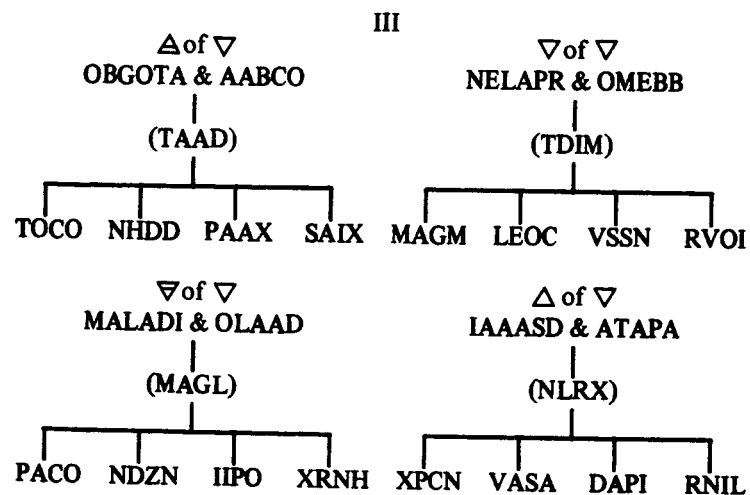 III
🜁 of ▽
OBGOTA & AABCO
(TAAD)
TOCO NHDD PAAX SAIX
▽ of ▽
NELAPR & OMEBB
(TDIM)
MAGM LEOC VSSN RVOI
🜃 of ▽
MALADI & OLAAD
(MAGL)
PACO NDZN IIPO XRNH
△ of ▽
IAAASD & ATAPA
(NLRX)
XPCN VASA DAPI RNIL